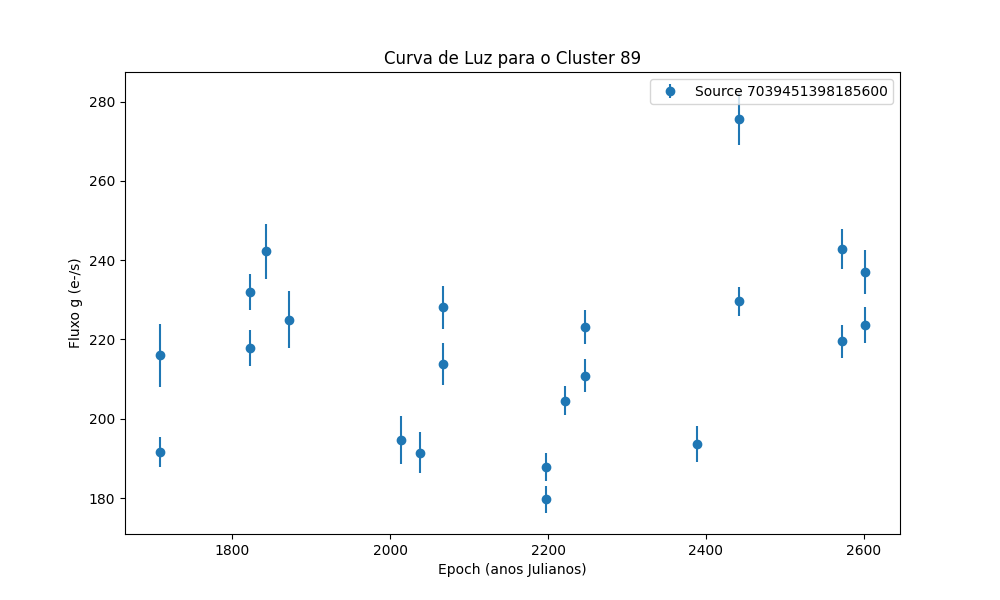 Curva de Luz para o Cluster 89
Source 7039451398185600
Fluxo g (e-/s)
280
260
240
220
200
180
1800
2000
2200
2400
2600
Epoch (anos Julianos)